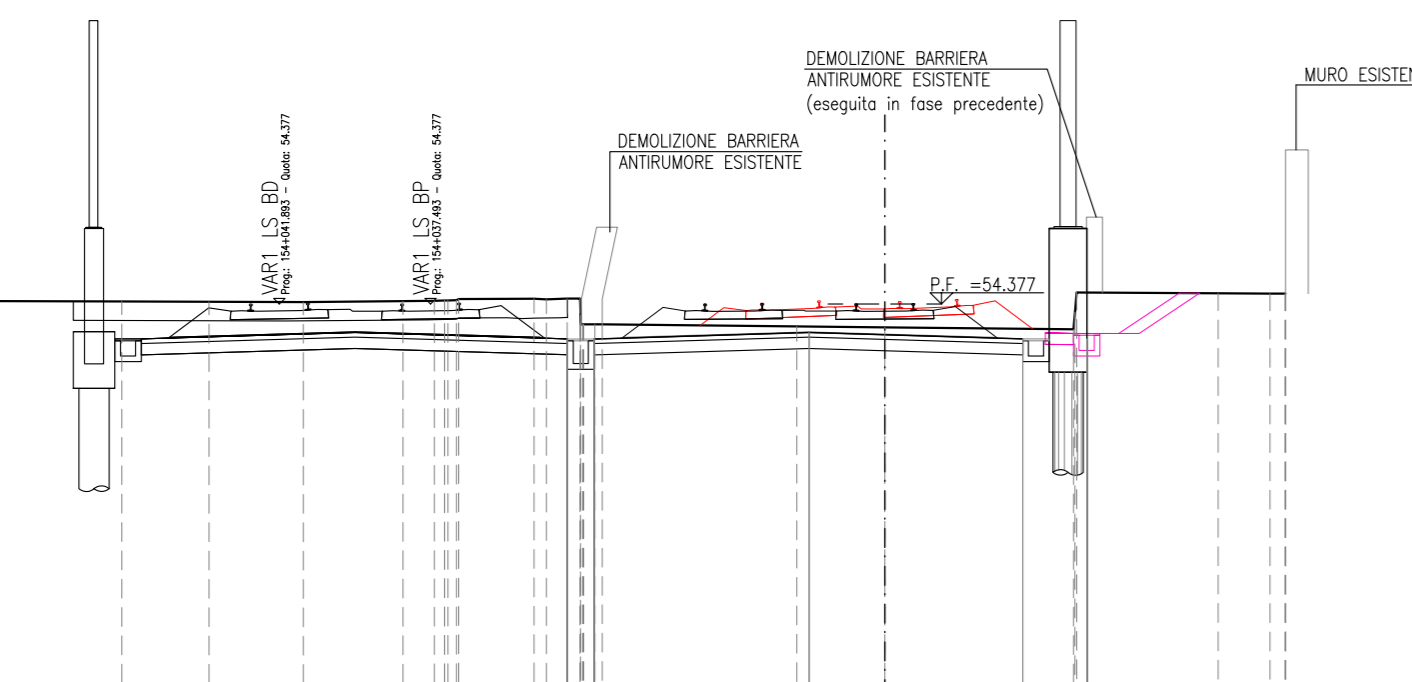 DEMOLIZIONE BARRIERA
ANTIRUMORE ESISTENTE
(eseguita in fase precedente)
MURO ESISTEN
DEMOLIZIONE BARRIERA
ANTIRUMORE ESISTENTE
VAR1 LS BD
Prog.: 154+041.893 - Quota: 54.377
VAR1 LS BP
Prog.: 154+037.493 - Quota: 54.377
P.F. =54.377